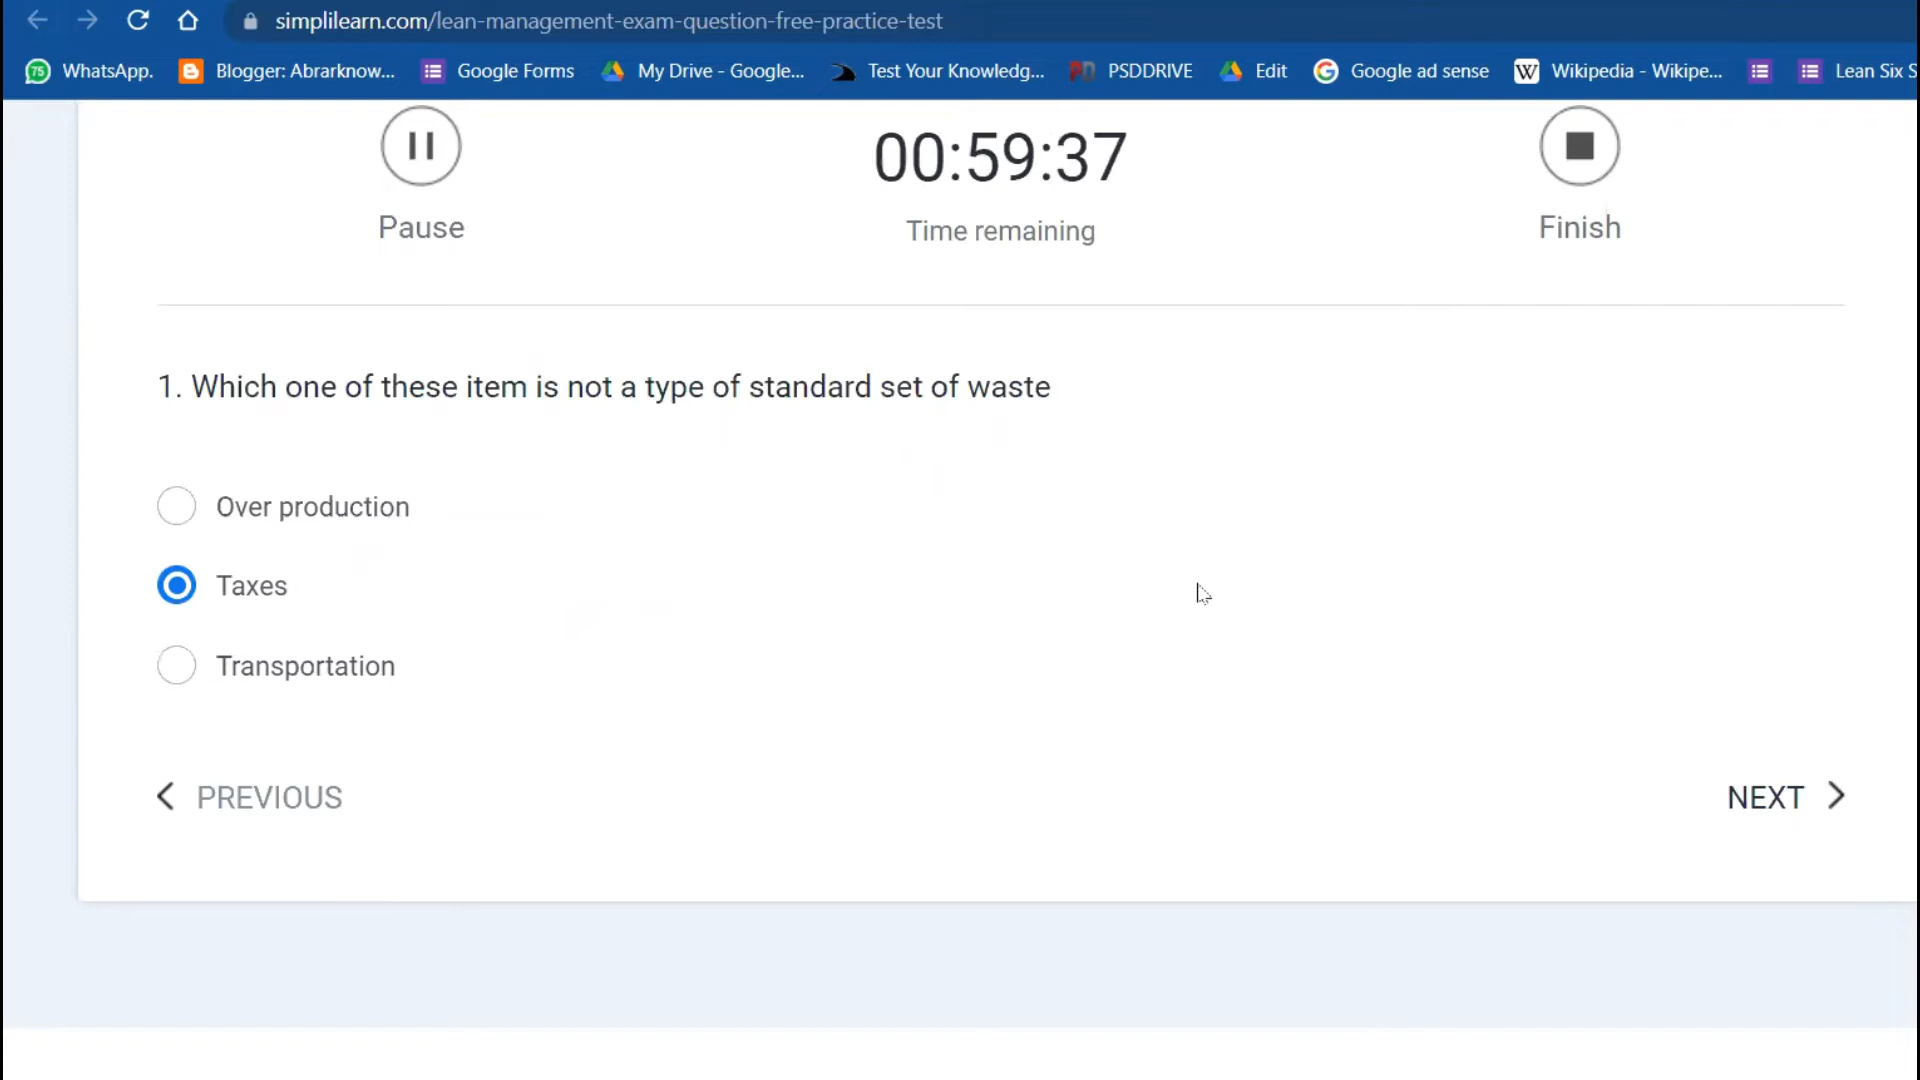 simplilearn.com/lean-management-exam-question-free-practice-test
75 WhatsApp. Blogger: Abrarknow... Google Forms My Drive - Google... Test Your Knowledg... PD PSDDRIVE Edit G Google ad sense W Wikipedia - Wikipe... Lean Six S
00:59:37
Pause Time remaining Finish
1. Which one of these item is not a type of standard set of waste
Over production
Taxes
Transportation
PREVIOUS NEXT